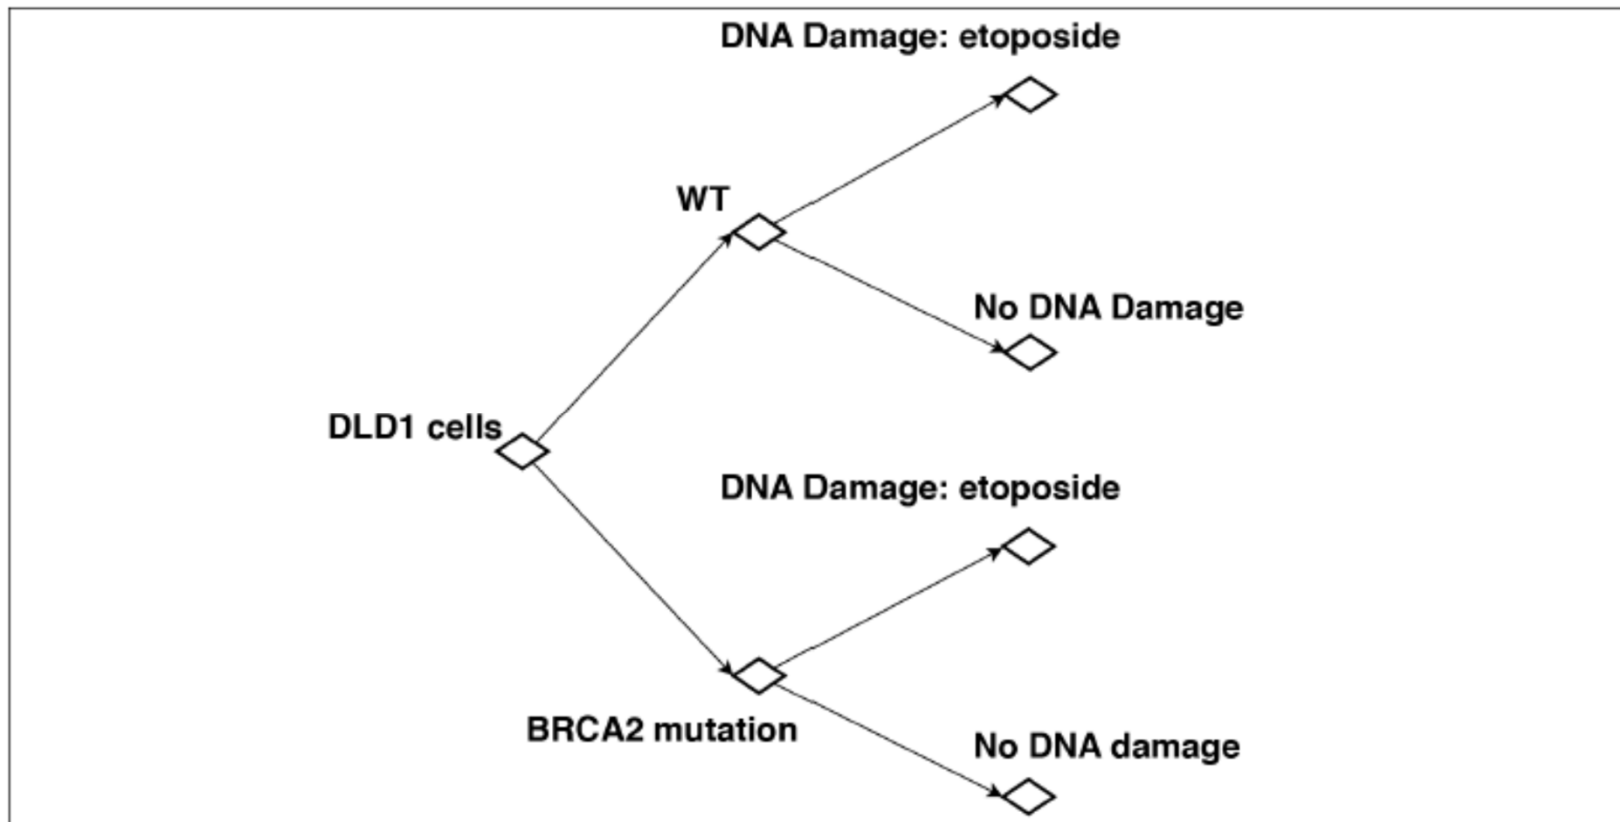 DNA Damage: etoposide
WT
No DNA Damage
DLD1 cells
DNA Damage: etoposide
BRCA2 mutation
No DNA damage